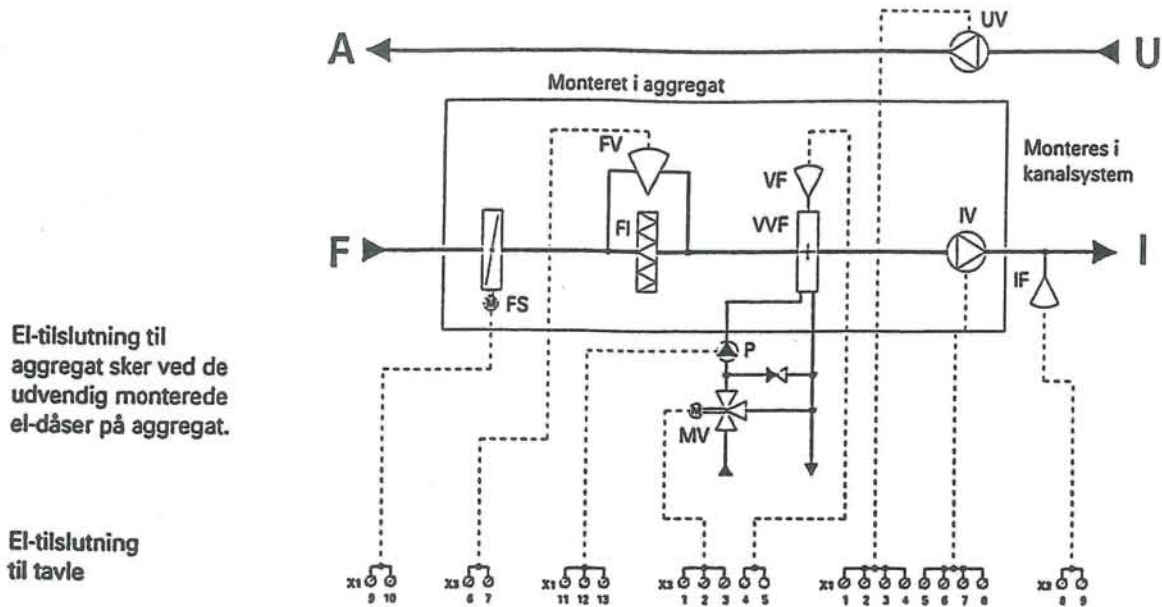 UV
A
U
Monteret i aggregat
FV
VF
Monteres i
kanalsystem
FI
VVF
IV
F
I
FS
IF
M
El-tilslutning til
aggregat sker ved de
udvendig monterede
el-dåser på aggregat.
P
M
MV
El-tilslutning
til tavle
X1 X3 X1 X3 X1 X3
9 10 6 7 11 12 13 1 2 3 4 5 1 2 3 4 5 6 7 8 8 9